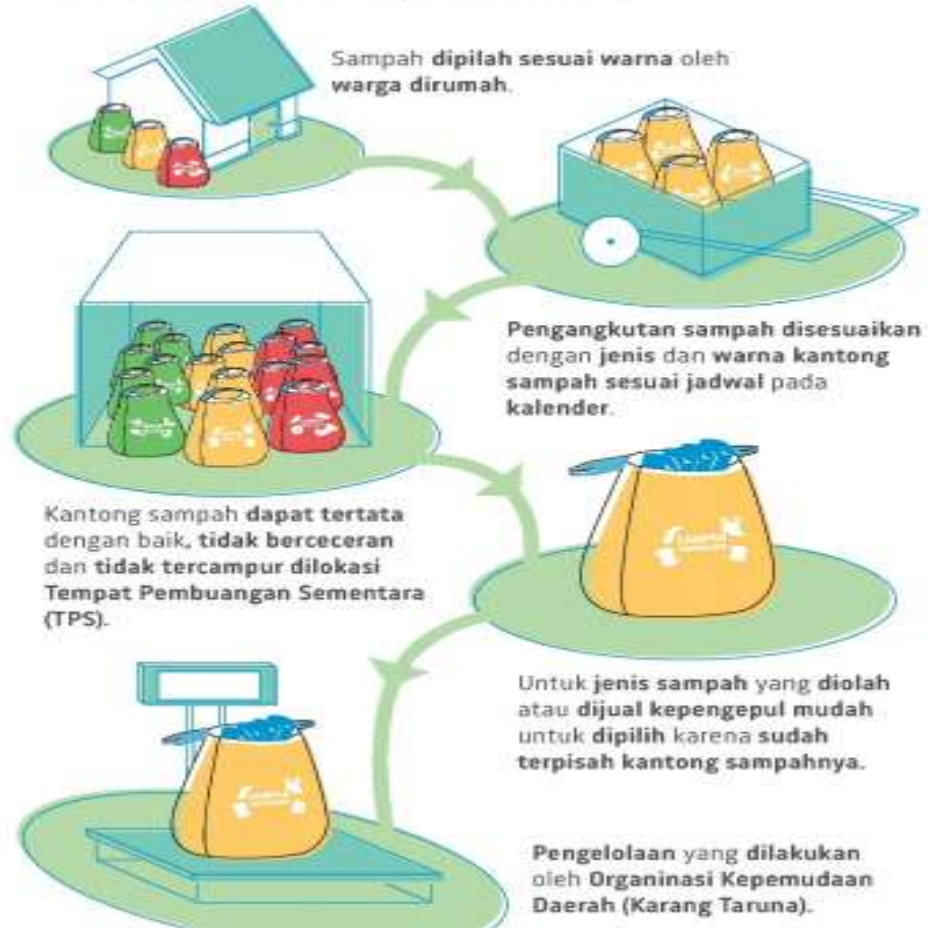 Sampah dipilah sesuai warna oleh
warga dirumah.
Pengangkutan sampah disesuaikan
dengan jenis dan warna kantong
sampah sesuai jadwal pada
kalender.
Kantong sampah dapat tertata
dengan baik, tidak berceceran
dan tidak tercampur dilokasi
Tempat Pembuangan Sementara
(TPS).
Untuk jenis sampah yang diolah
atau dijual kepengepul mudah
untuk dipilih karena sudah
terpisah kantong sampahnya.
Pengelolaan yang dilakukan
oleh Organinasi Kepemudaan
Daerah (Karang Taruna).